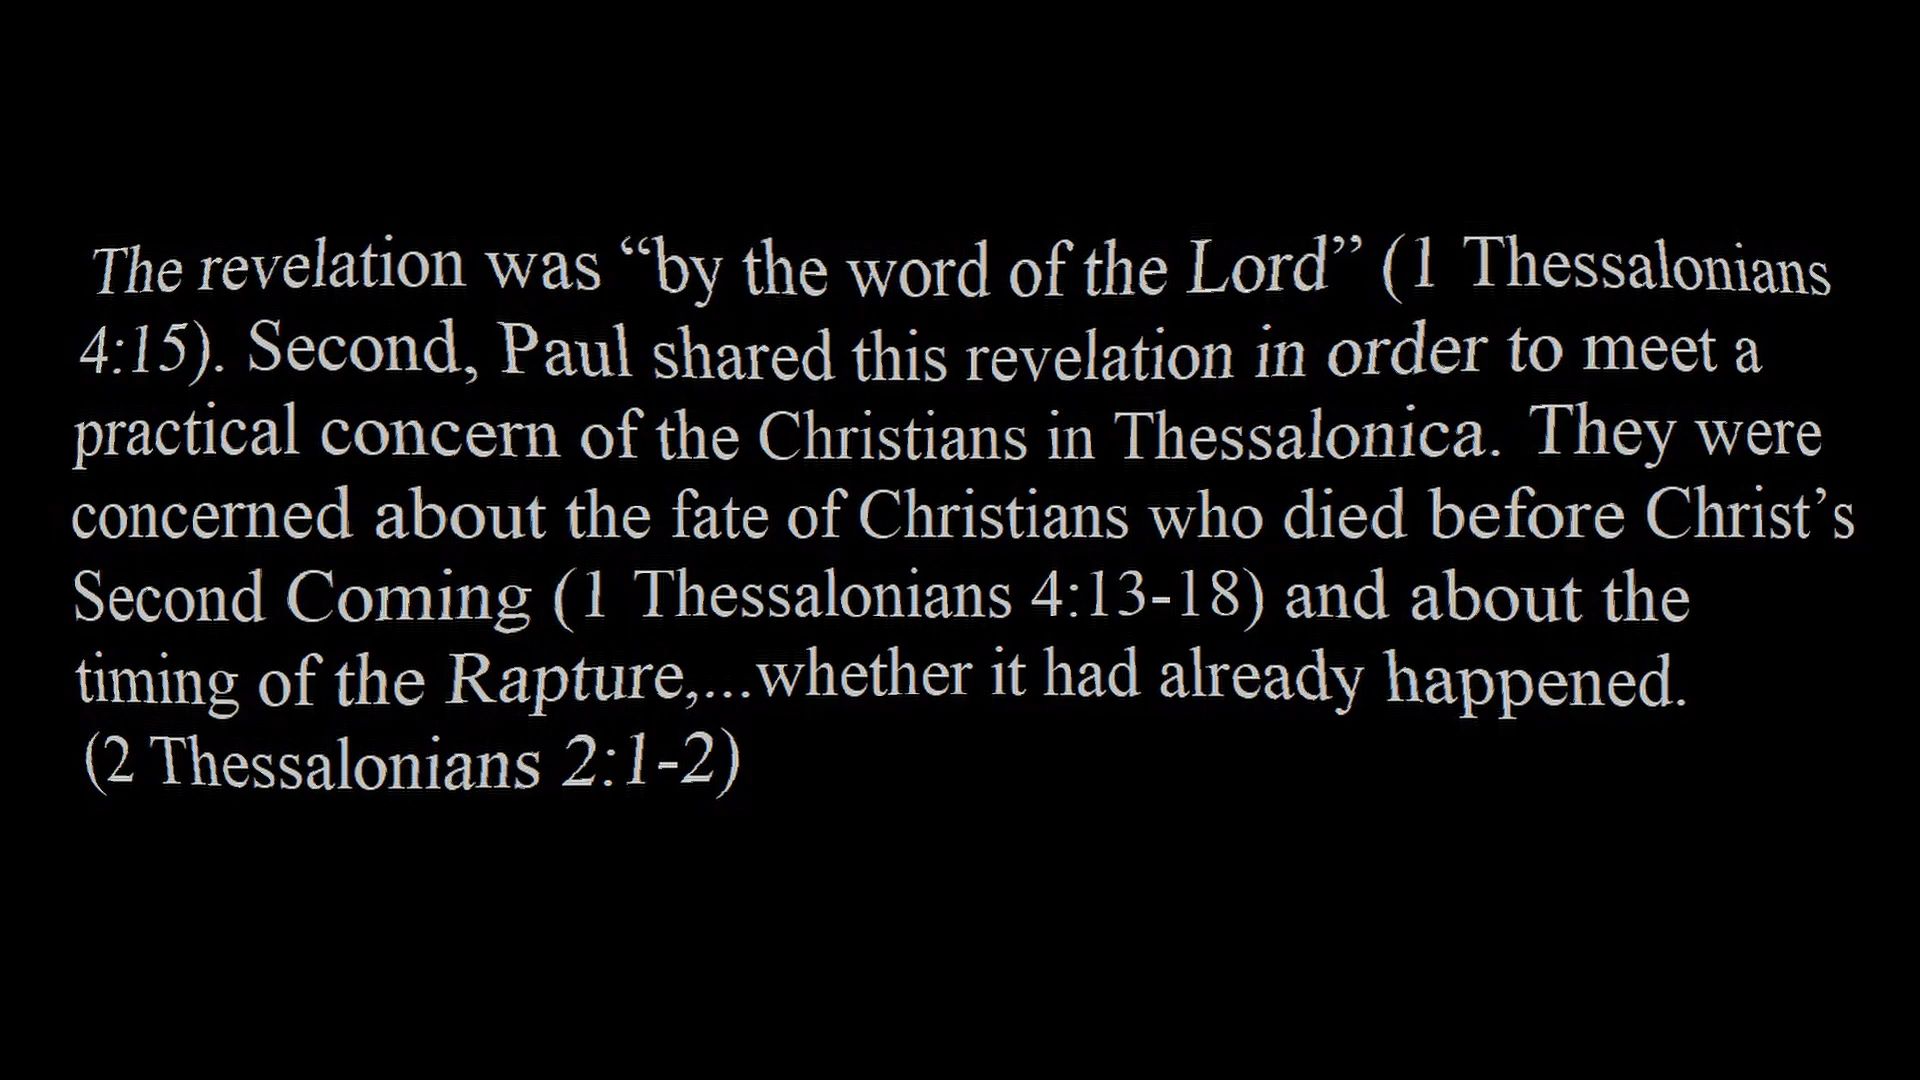 The revelation was “by the word of the Lord” (1 Thessalonians
4:15). Second, Paul shared this revelation in order to meet a
practical concern of the Christians in Thessalonica. They were
concerned about the fate of Christians who died before Christ’s
Second Coming (1 Thessalonians 4:13-18) and about the
timing of the Rapture,...whether it had already happened.
(2 Thessalonians 2:1-2)